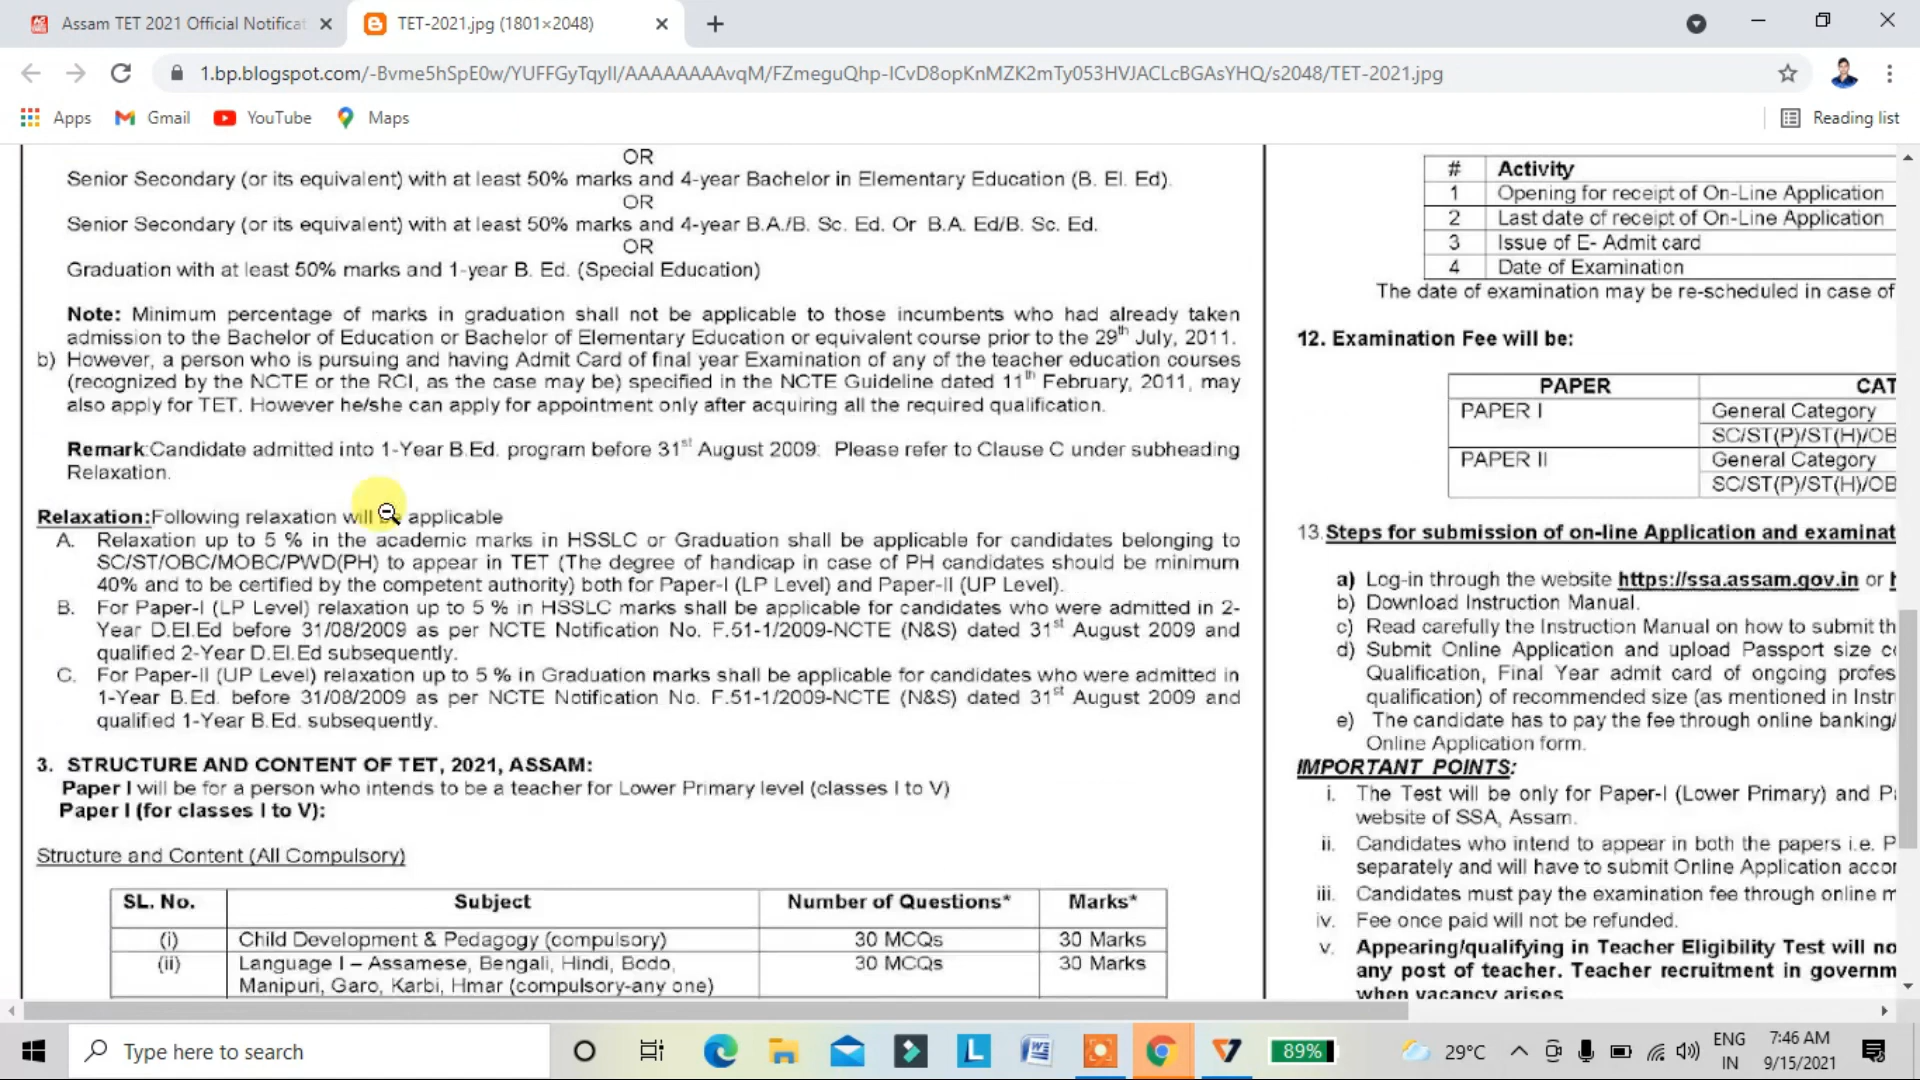 Assam TET 2021 Official Notificat
TET-2021.jpg (1801×2048)
1.bp.blogspot.com/-Bvme5hSpE0w/YUFFGyTqyII/AAAAAAAAvqM/FZmeguQhp-ICvD8opKnMZK2mTy053HVJACLcBGAsYHQ/s2048/TET-2021.jpg
Apps Gmail YouTube Maps Reading list
OR
Senior Secondary (or its equivalent) with at least 50% marks and 4-year Bachelor in Elementary Education (B. El. Ed).
OR
Senior Secondary (or its equivalent) with at least 50% marks and 4-year B.A./B. Sc. Ed. Or B.A. Ed/B. Sc. Ed.
OR
Graduation with at least 50% marks and 1-year B. Ed. (Special Education)
Note: Minimum percentage of marks in graduation shall not be applicable to those incumbents who had already taken
admission to the Bachelor of Education or Bachelor of Elementary Education or equivalent course prior to the 29th July, 2011.
b) However, a person who is pursuing and having Admit Card of final year Examination of any of the teacher education courses
(recognized by the NCTE or the RCI, as the case may be) specified in the NCTE Guideline dated 11th February, 2011, may
also apply for TET. However he/she can apply for appointment only after acquiring all the required qualification.
Remark:Candidate admitted into 1-Year B.Ed. program before 31st August 2009: Please refer to Clause C under subheading
Relaxation.
Relaxation:Following relaxation will be applicable
A. Relaxation up to 5 % in the academic marks in HSSLC or Graduation shall be applicable for candidates belonging to
SC/ST/OBC/MOBC/PWD(PH) to appear in TET (The degree of handicap in case of PH candidates should be minimum
40% and to be certified by the competent authority) both for Paper-I (LP Level) and Paper-II (UP Level).
B. For Paper-I (LP Level) relaxation up to 5 % in HSSLC marks shall be applicable for candidates who were admitted in 2-
Year D.El.Ed before 31/08/2009 as per NCTE Notification No. F.51-1/2009-NCTE (N&S) dated 31st August 2009 and
qualified 2-Year D.El.Ed subsequently.
C. For Paper-II (UP Level) relaxation up to 5 % in Graduation marks shall be applicable for candidates who were admitted in
1-Year B.Ed. before 31/08/2009 as per NCTE Notification No. F.51-1/2009-NCTE (N&S) dated 31st August 2009 and
qualified 1-Year B.Ed. subsequently.
3. STRUCTURE AND CONTENT OF TET, 2021, ASSAM:
Paper I will be for a person who intends to be a teacher for Lower Primary level (classes I to V)
Paper I (for classes I to V):
Structure and Content (All Compulsory)
SL. No. Subject Number of Questions* Marks*
(i) Child Development & Pedagogy (compulsory) 30 MCQs 30 Marks
(ii) Language I – Assamese, Bengali, Hindi, Bodo, 30 MCQs 30 Marks
Manipuri, Garo, Karbi, Hmar (compulsory-any one)
# Activity
1 Opening for receipt of On-Line Application
2 Last date of receipt of On-Line Application
3 Issue of E- Admit card
4 Date of Examination
The date of examination may be re-scheduled in case of
12. Examination Fee will be:
PAPER CAT
PAPER I General Category
SC/ST(P)/ST(H)/OB
PAPER II General Category
SC/ST(P)/ST(H)/OB
13. Steps for submission of on-line Application and examinat
a) Log-in through the website https://ssa.assam.gov.in or h
b) Download Instruction Manual.
c) Read carefully the Instruction Manual on how to submit th
d) Submit Online Application and upload Passport size co
Qualification, Final Year admit card of ongoing profes
qualification) of recommended size (as mentioned in Instr
e) The candidate has to pay the fee through online banking/
Online Application form.
IMPORTANT POINTS:
i. The Test will be only for Paper-I (Lower Primary) and Pa
website of SSA, Assam.
ii. Candidates who intend to appear in both the papers i.e. P
separately and will have to submit Online Application accor
iii. Candidates must pay the examination fee through online m
iv. Fee once paid will not be refunded.
v. Appearing/qualifying in Teacher Eligibility Test will no
any post of teacher. Teacher recruitment in governm
when vacancy arises
Type here to search
89%
29°C
ENG
IN
7:46 AM
9/15/2021